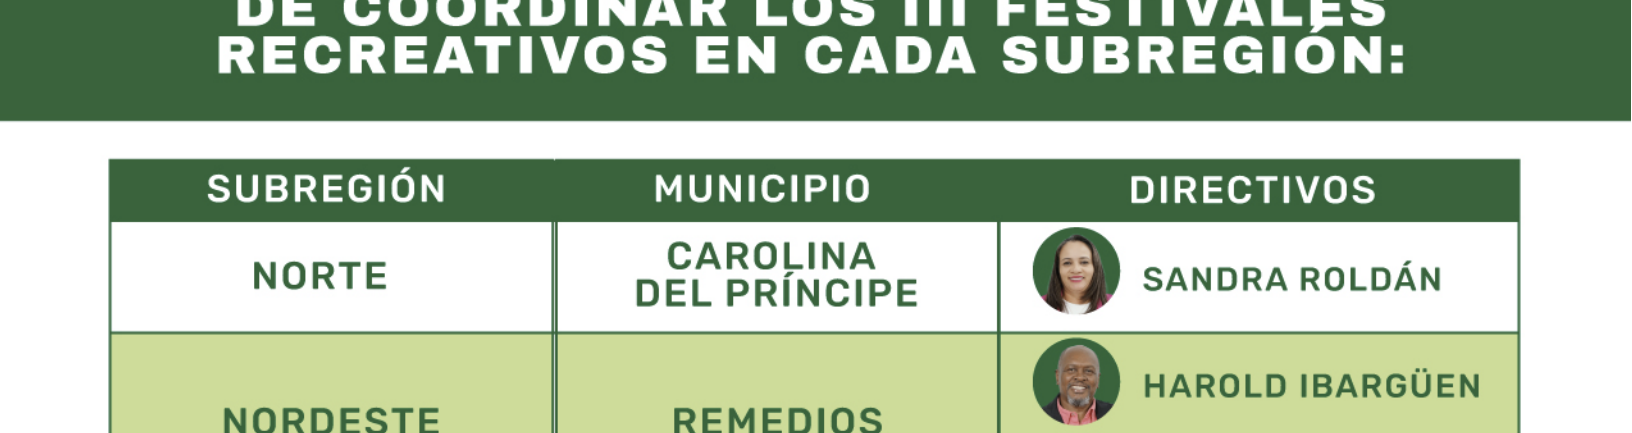 DE COORDINAR LOS III FESTIVALES
RECREATIVOS EN CADA SUBREGIÓN:
SUBREGIÓN MUNICIPIO DIRECTIVOS
NORTE
CAROLINA
DEL PRÍNCIPE
SANDRA ROLDÁN
NORDESTE
REMEDIOS
HAROLD IBARGÜEN